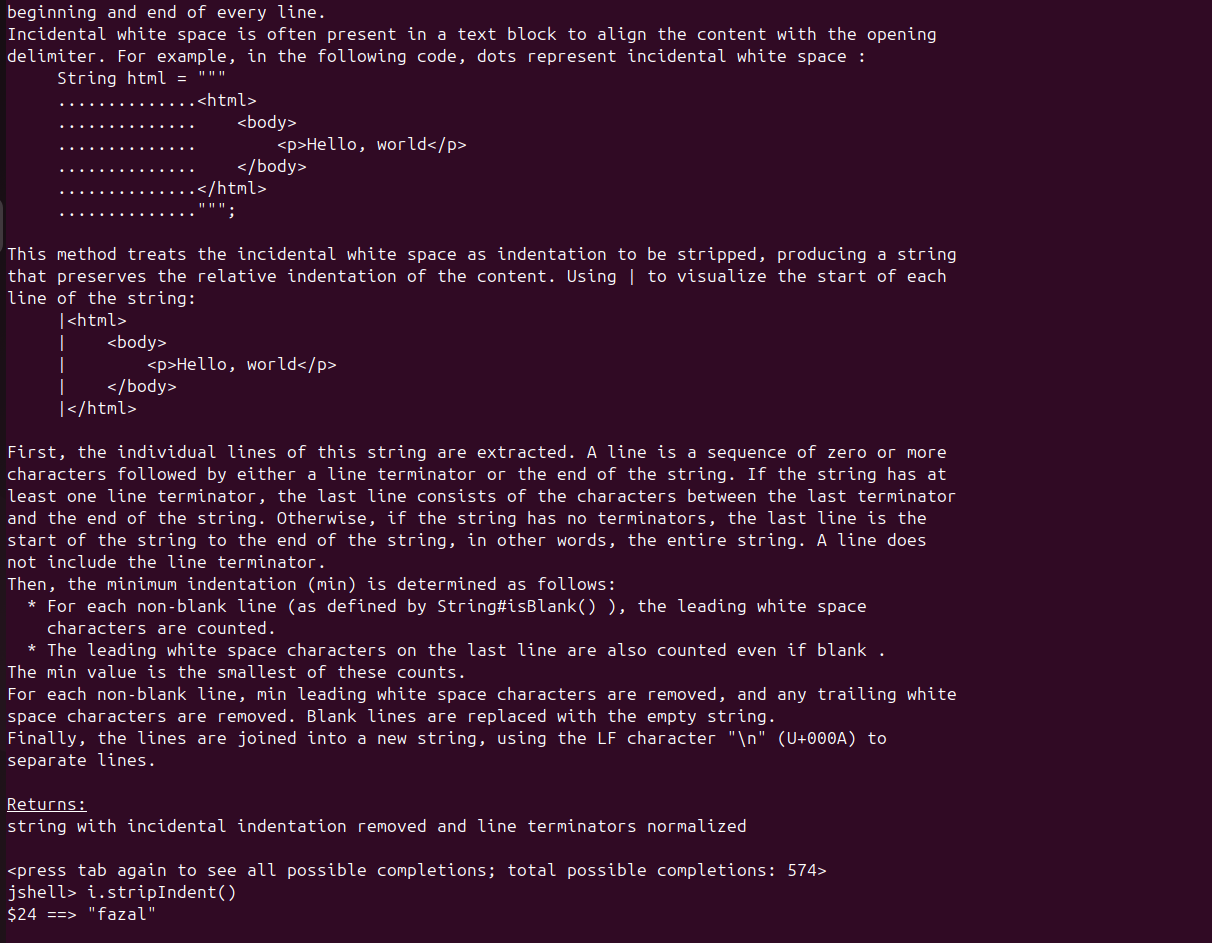 beginning and end of every line.
Incidental white space is often present in a text block to align the content with the opening
delimiter. For example, in the following code, dots represent incidental white space :
     String html = """
     ..............<html>
     ..............    <body>
     ..............        <p>Hello, world</p>
     ..............    </body>
     ..............</html>
     ..............""";

This method treats the incidental white space as indentation to be stripped, producing a string
that preserves the relative indentation of the content. Using | to visualize the start of each
line of the string:
     |<html>
     |    <body>
     |        <p>Hello, world</p>
     |    </body>
     |</html>

First, the individual lines of this string are extracted. A line is a sequence of zero or more
characters followed by either a line terminator or the end of the string. If the string has at
least one line terminator, the last line consists of the characters between the last terminator
and the end of the string. Otherwise, if the string has no terminators, the last line is the
start of the string to the end of the string, in other words, the entire string. A line does
not include the line terminator.
Then, the minimum indentation (min) is determined as follows:
  * For each non-blank line (as defined by String#isBlank() ), the leading white space
    characters are counted.
  * The leading white space characters on the last line are also counted even if blank .
The min value is the smallest of these counts.
For each non-blank line, min leading white space characters are removed, and any trailing white
space characters are removed. Blank lines are replaced with the empty string.
Finally, the lines are joined into a new string, using the LF character "\n" (U+000A) to
separate lines.

Returns:
string with incidental indentation removed and line terminators normalized

<press tab again to see all possible completions; total possible completions: 574>
jshell> i.stripIndent()
$24 ==> "fazal"